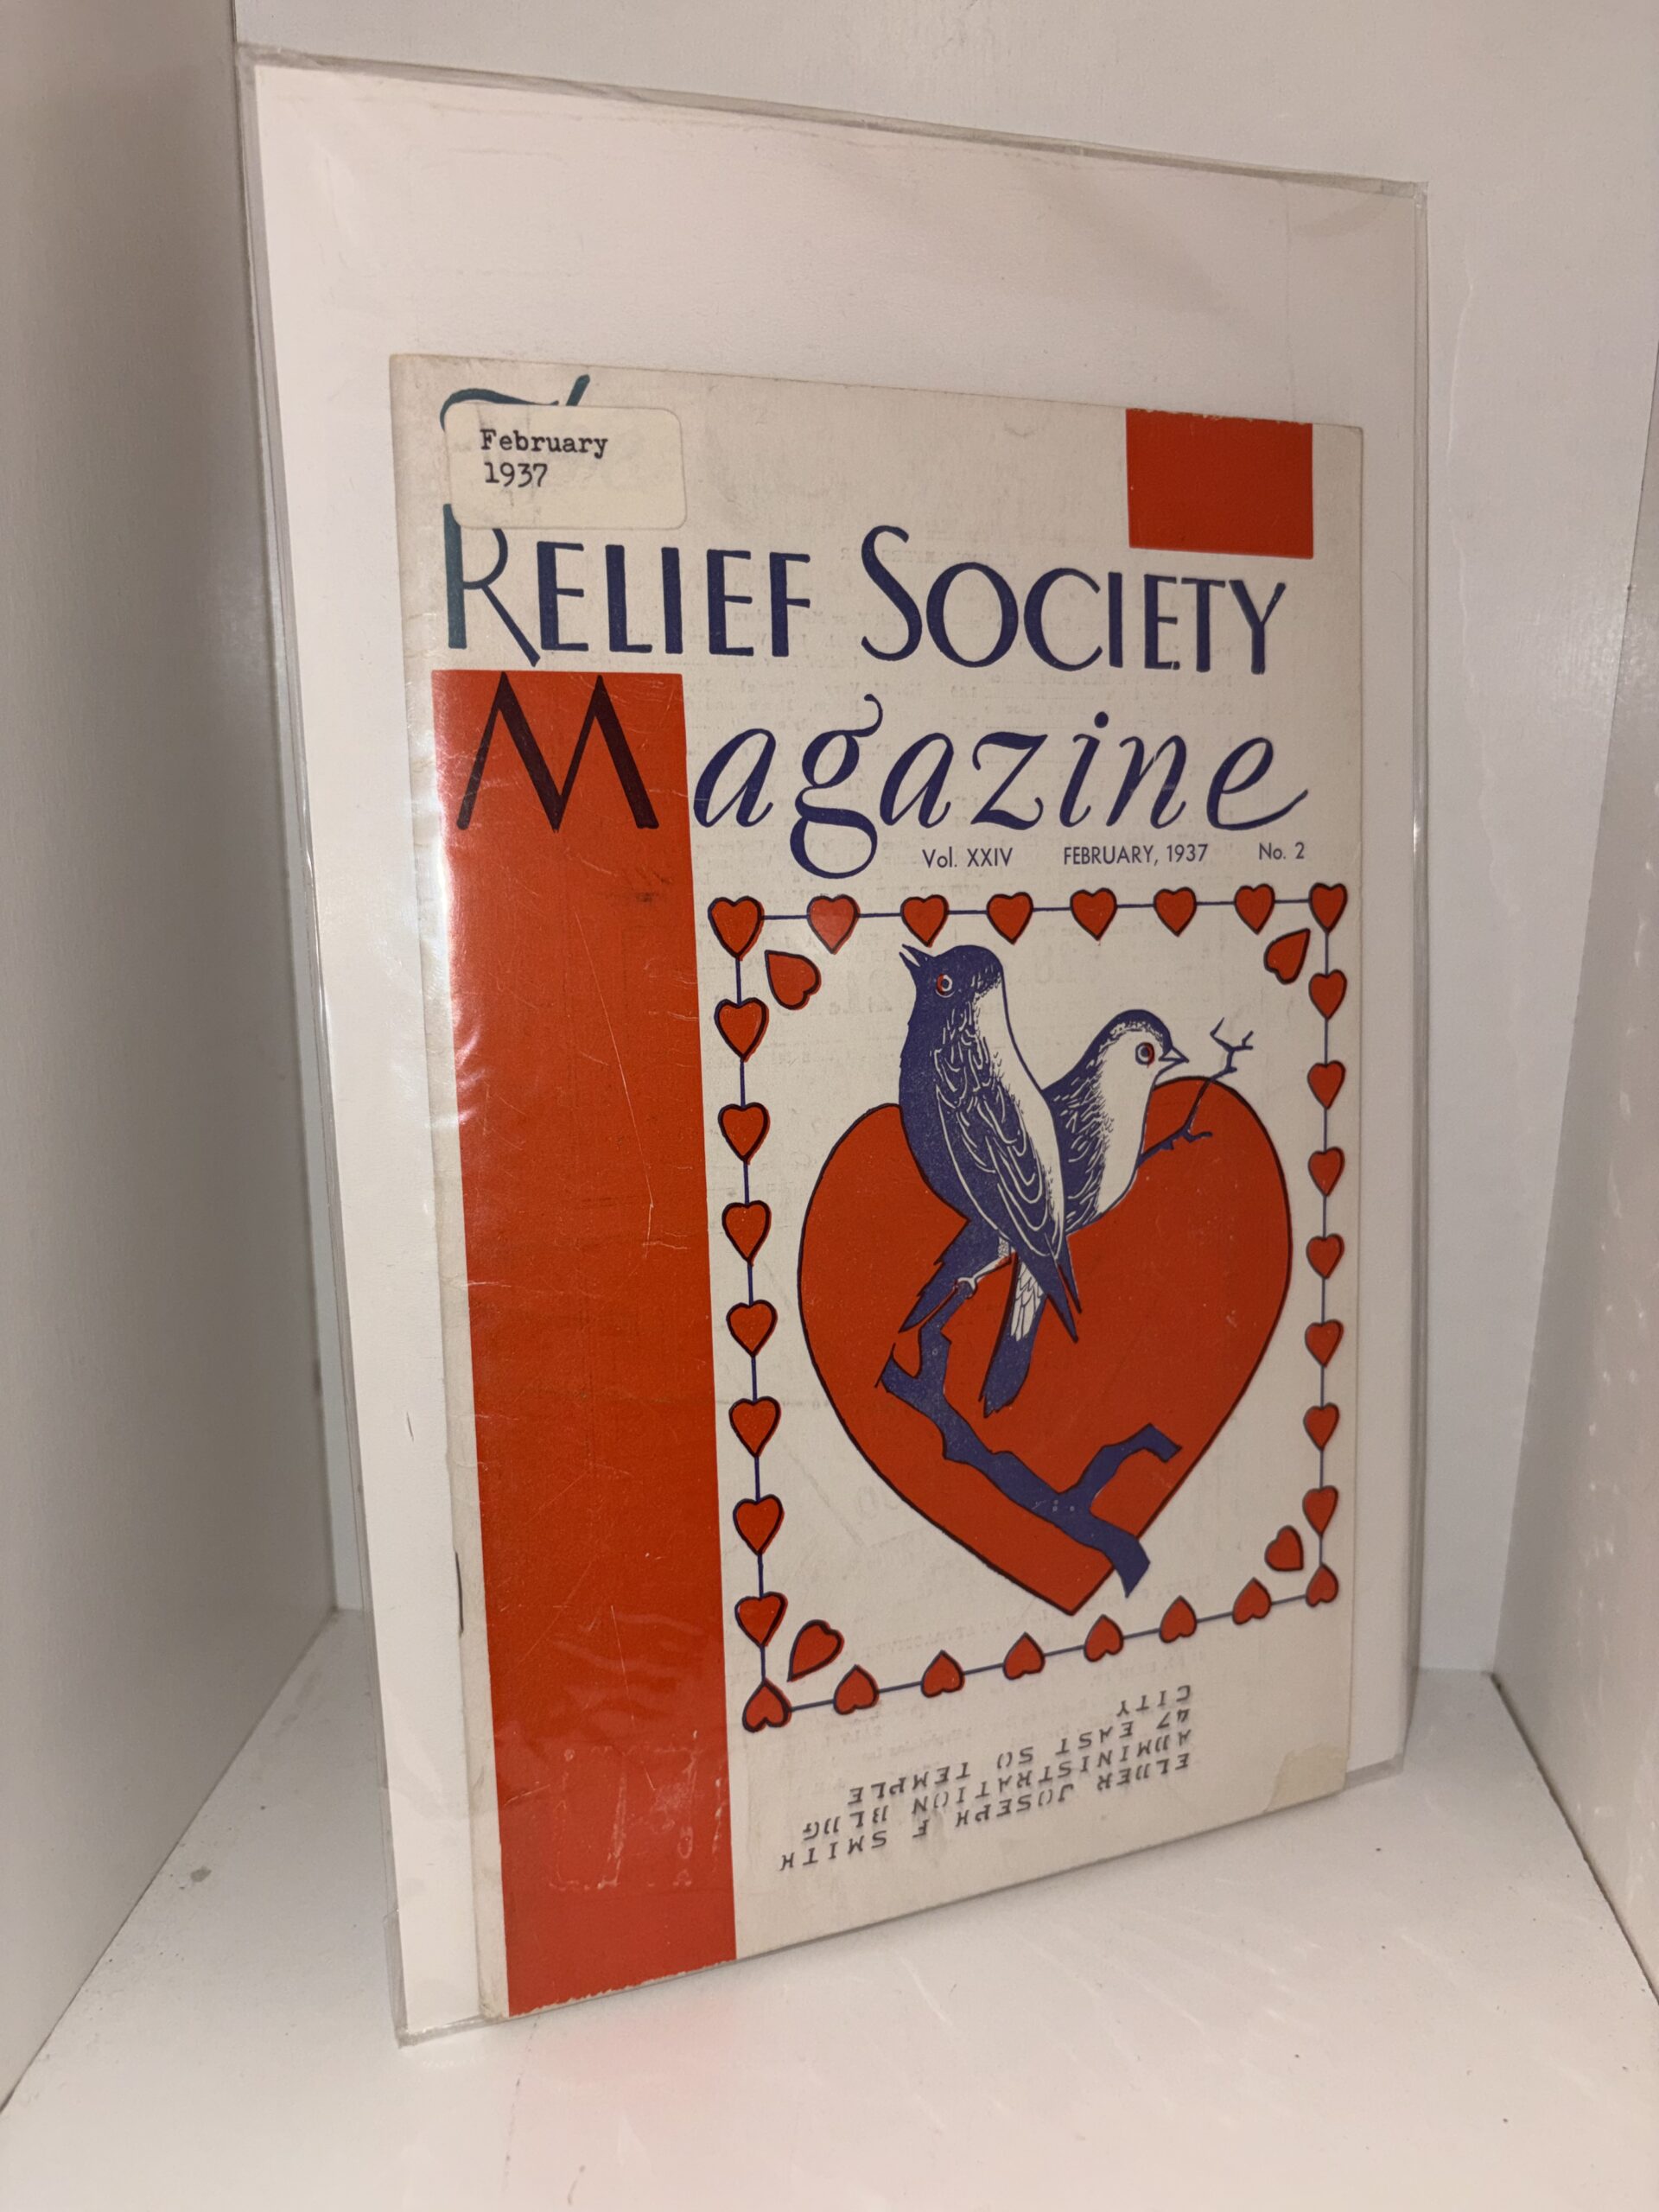 February
1937
RELIEF SOCIETY
Magazine
Vol. XXIV FEBRUARY, 1937 No. 2
ELDER JOSEPH F SMITH
ADMINISTRATION BLDG
47 EAST SO TEMPLE
CITY